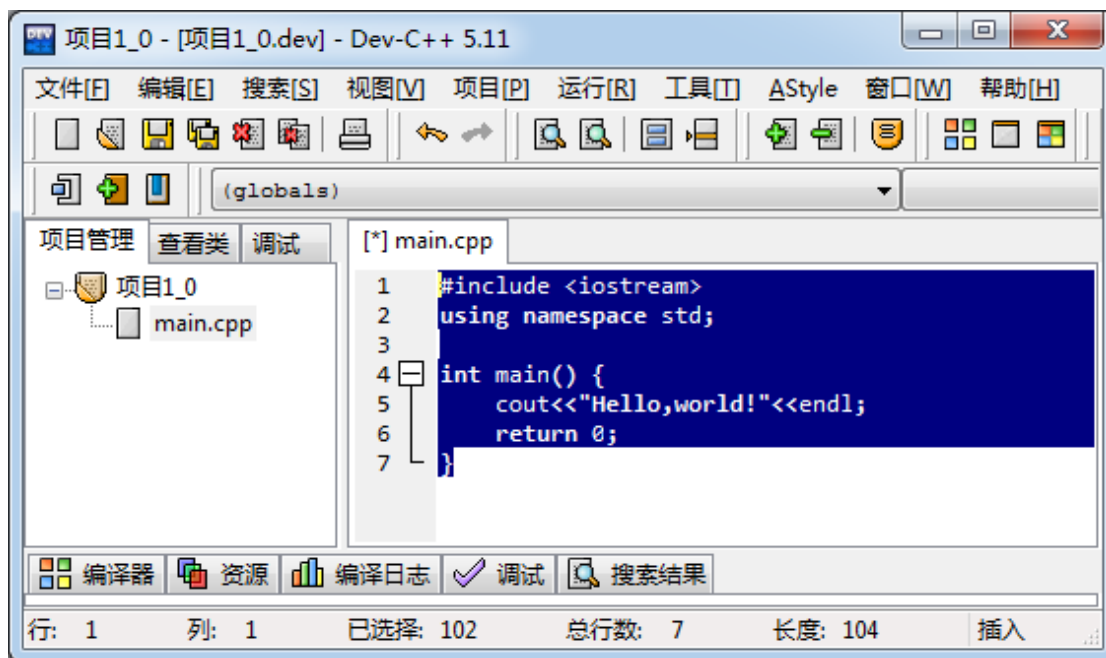 项目1_0 - [项目1_0.dev] - Dev-C++ 5.11
文件[F] 编辑[E] 搜索[S] 视图[V] 项目[P] 运行[R] 工具[T] AStyle 窗口[W] 帮助[H]
(globals)
项目管理 查看类 调试 [*] main.cpp
项目1_0
main.cpp
1 #include <iostream>
2 using namespace std;
3
4 int main() {
5 cout<<"Hello,world!"<<endl;
6 return 0;
7 }
编译器 资源 编译日志 调试 搜索结果
行: 1 列: 1 已选择: 102 总行数: 7 长度: 104 插入